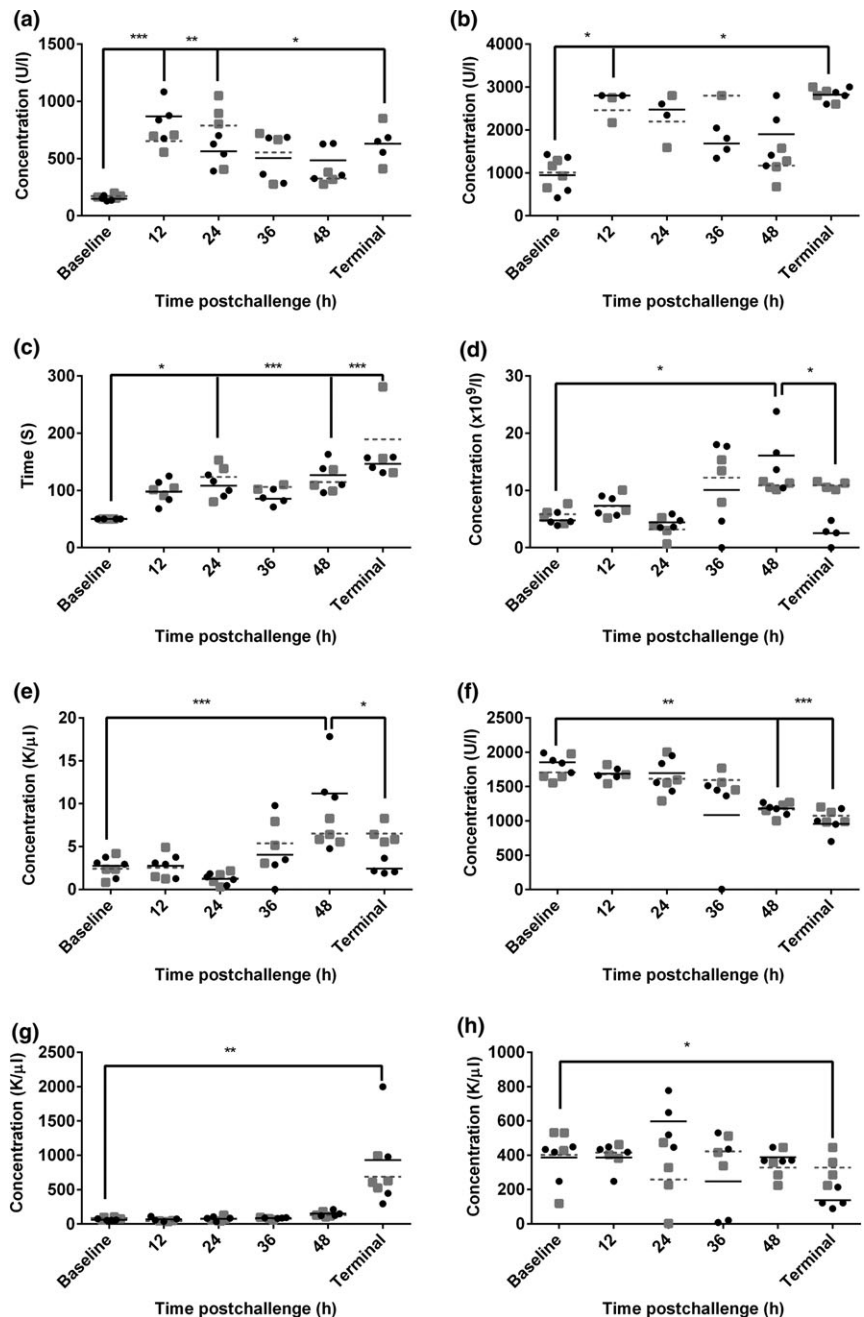 (a)
*** ** *
Concentration (U/l)
1500
1000
500
0
Baseline 12 24 36 48 Terminal
Time postchallenge (h)
(b)
* *
Concentration (U/l)
4000
3000
2000
1000
0
Baseline 12 24 36 48 Terminal
Time postchallenge (h)
(c)
* *** ***
Time (S)
300
200
100
0
Baseline 12 24 36 48 Terminal
Time postchallenge (h)
(d)
* *
Concentration (x10⁹/l)
30
20
10
0
Baseline 12 24 36 48 Terminal
Time postchallenge (h)
(e)
*** *
Concentration (K/µl)
20
15
10
5
0
Baseline 12 24 36 48 Terminal
Time postchallenge (h)
(f)
** ***
Concentration (U/l)
2500
2000
1500
1000
500
0
Baseline 12 24 36 48 Terminal
Time postchallenge (h)
(g)
**
Concentration (K/µl)
2500
2000
1500
1000
500
0
Baseline 12 24 36 48 Terminal
Time postchallenge (h)
(h)
*
Concentration (K/µl)
1000
800
600
400
200
0
Baseline 12 24 36 48 Terminal
Time postchallenge (h)